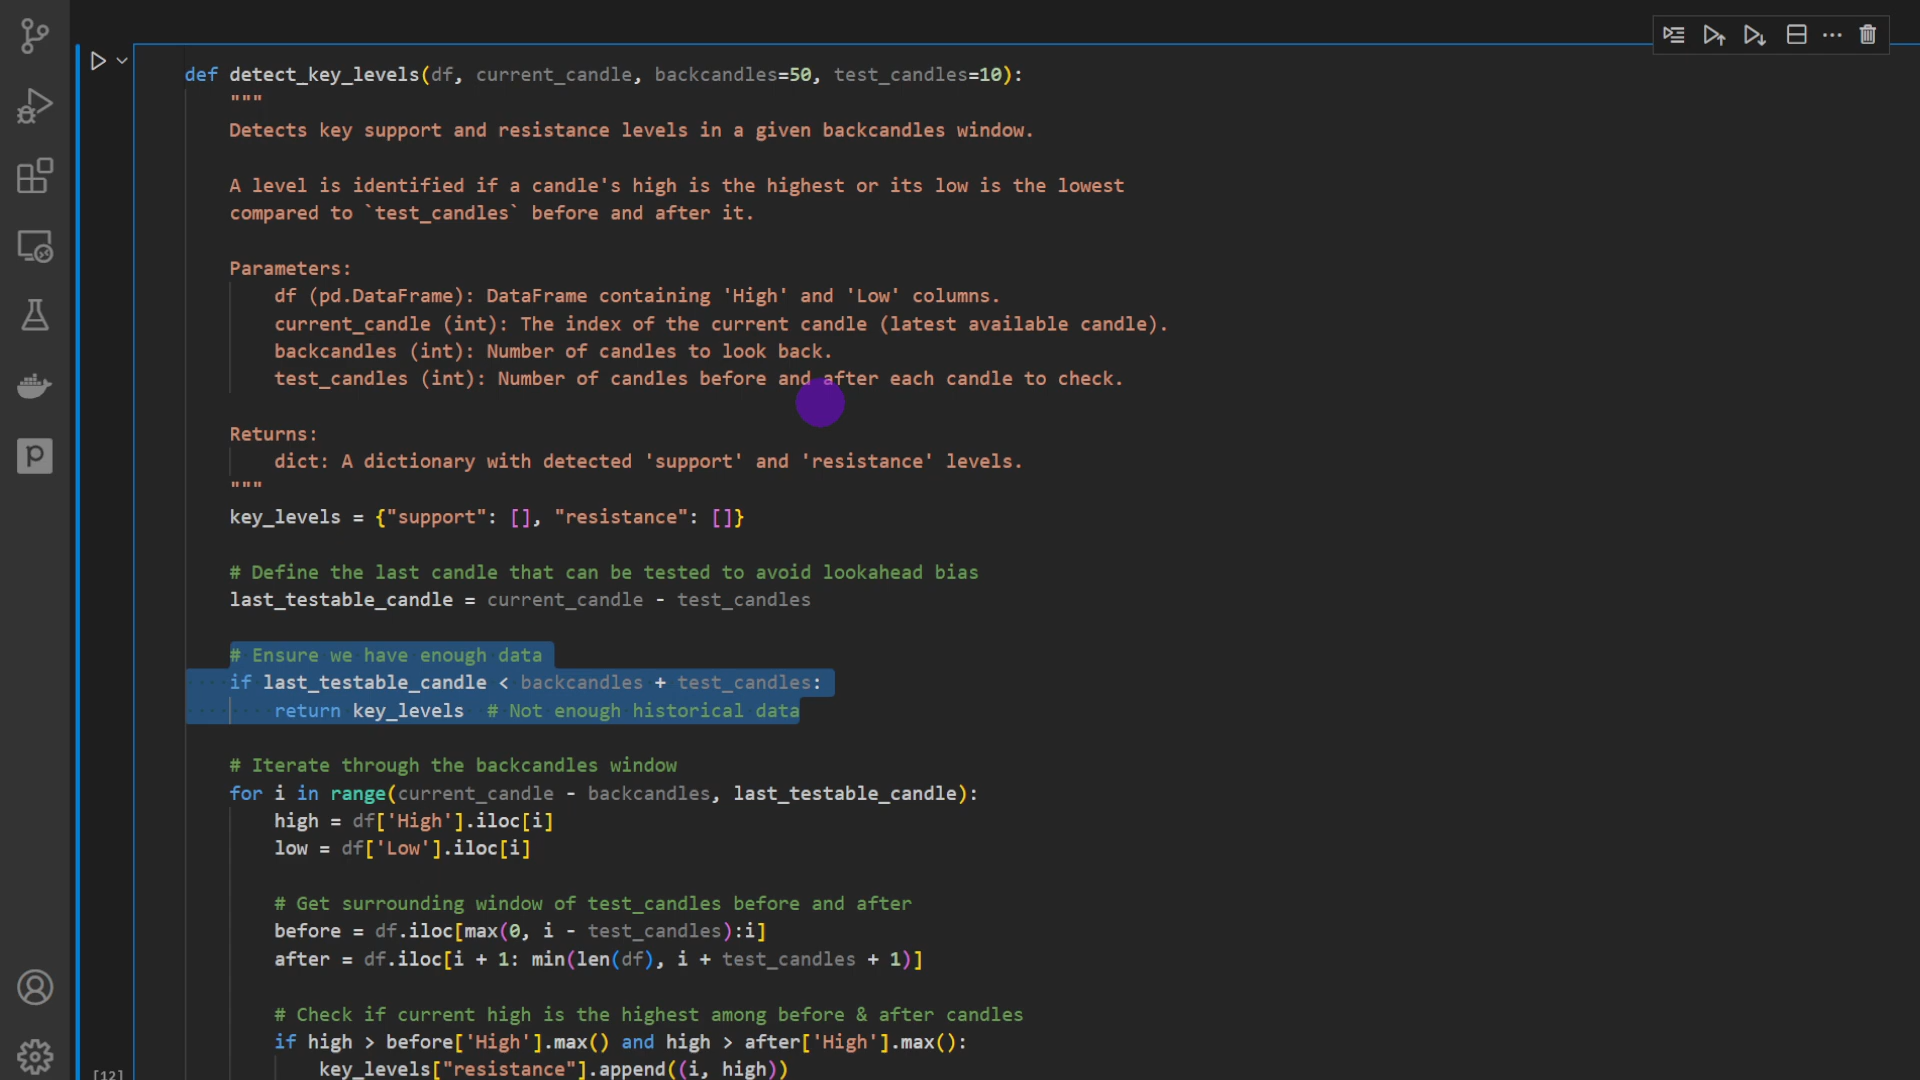 def detect_key_levels(df, current_candle, backcandles=50, test_candles=10):
    """
    Detects key support and resistance levels in a given backcandles window.

    A level is identified if a candle's high is the highest or its low is the lowest
    compared to `test_candles` before and after it.

    Parameters:
        df (pd.DataFrame): DataFrame containing 'High' and 'Low' columns.
        current_candle (int): The index of the current candle (latest available candle).
        backcandles (int): Number of candles to look back.
        test_candles (int): Number of candles before and after each candle to check.

    Returns:
        dict: A dictionary with detected 'support' and 'resistance' levels.
    """
    key_levels = {"support": [], "resistance": []}

    # Define the last candle that can be tested to avoid lookahead bias
    last_testable_candle = current_candle - test_candles

    # Ensure we have enough data
    if last_testable_candle < backcandles + test_candles:
        return key_levels  # Not enough historical data

    # Iterate through the backcandles window
    for i in range(current_candle - backcandles, last_testable_candle):
        high = df['High'].iloc[i]
        low = df['Low'].iloc[i]

        # Get surrounding window of test_candles before and after
        before = df.iloc[max(0, i - test_candles):i]
        after = df.iloc[i + 1: min(len(df), i + test_candles + 1)]

        # Check if current high is the highest among before & after candles
        if high > before['High'].max() and high > after['High'].max():
            key_levels["resistance"].append((i, high))
[12]